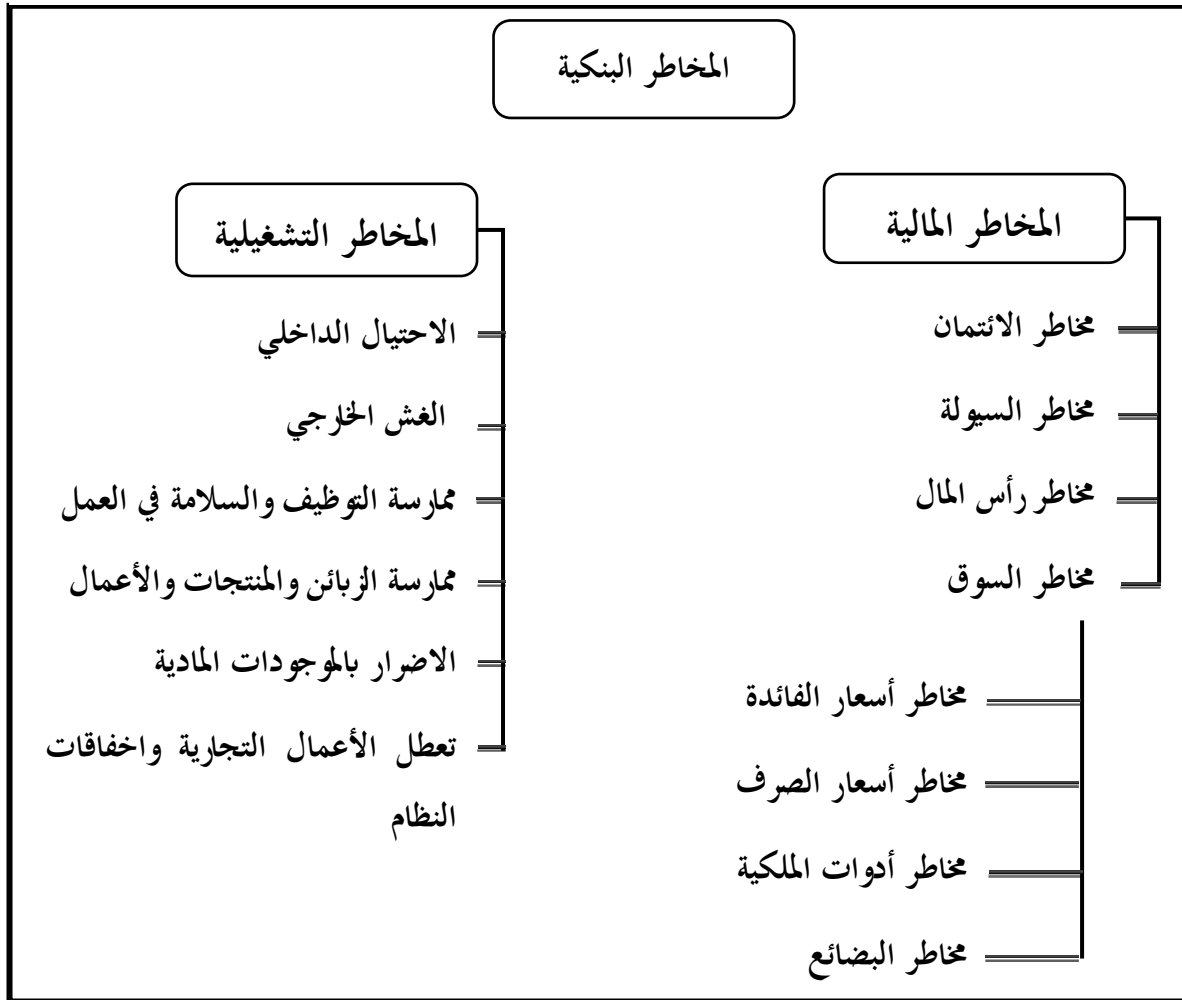 المخاطر البنكية
المخاطر المالية
مخاطر الائتمان
مخاطر السيولة
مخاطر رأس المال
مخاطر السوق
مخاطر أسعار الفائدة
مخاطر أسعار الصرف
مخاطر أدوات الملكية
مخاطر البضائع
المخاطر التشغيلية
الاحتيال الداخلي
الغش الخارجي
ممارسة التوظيف والسلامة في العمل
ممارسة الزبائن والمنتجات والأعمال
الاضرار بالموجودات المادية
تعطل الأعمال التجارية واخفاقات
النظام